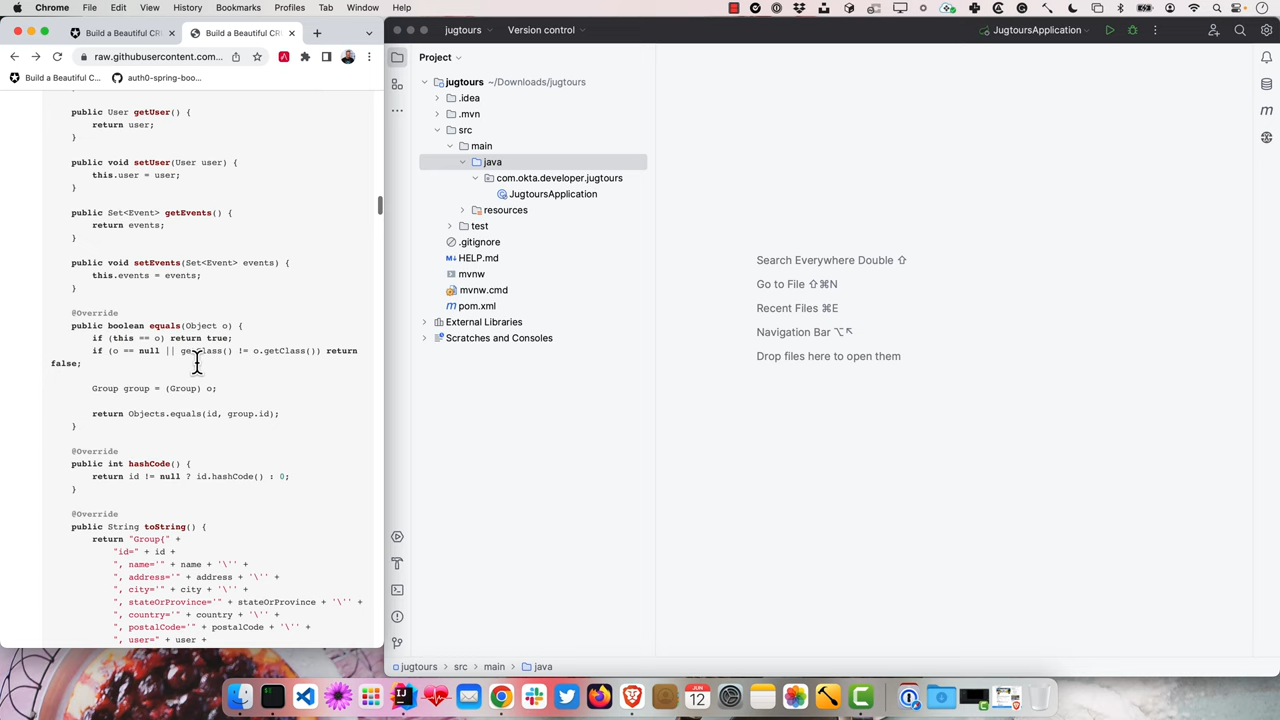 Chrome File Edit View History Bookmarks Profiles Tab Window Help
Build a Beautiful CRU
Build a Beautiful CRU
raw.githubusercontent.com...
Build a Beautiful C...
auth0-spring-boo...
public User getUser() {
return user;
}
public void setUser(User user) {
this.user = user;
}
public Set<Event> getEvents() {
return events;
}
public void setEvents(Set<Event> events) {
this.events = events;
}
@Override
public boolean equals(Object o) {
if (this == o) return true;
if (o == null || getClass() != o.getClass()) return
false;
Group group = (Group) o;
return Objects.equals(id, group.id);
}
@Override
public int hashCode() {
return id != null ? id.hashCode() : 0;
}
@Override
public String toString() {
return "Group{" +
"id=" + id +
", name='" + name + '\'' +
", address='" + address + '\'' +
", city='" + city + '\'' +
", stateOrProvince='" + stateOrProvince + '\'' +
", country='" + country + '\'' +
", postalCode='" + postalCode + '\'' +
", user=" + user +
jugtours Version control
JugtoursApplication
Project
jugtours ~/Downloads/jugtours
.idea
.mvn
src
main
java
com.okta.developer.jugtours
JugtoursApplication
resources
test
.gitignore
HELP.md
mvnw
mvnw.cmd
pom.xml
External Libraries
Scratches and Consoles
Search Everywhere Double ⇧
Go to File ⇧⌘N
Recent Files ⌘E
Navigation Bar ⌥⇱
Drop files here to open them
jugtours > src > main > java
JUN
12